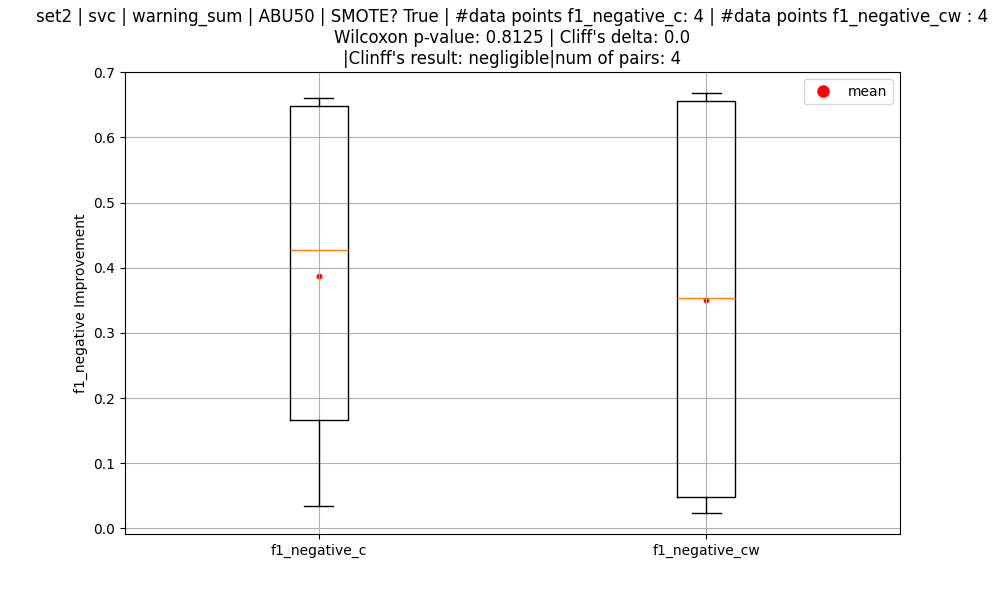 set2 | svc | warning_sum | ABU50 | SMOTE? True | #data points f1_negative_c: 4 | #data points f1_negative_cw : 4
Wilcoxon p-value: 0.8125 | Cliff's delta: 0.0
|Clinff's result: negligible|num of pairs: 4
mean
0.7
0.6
0.5
0.4
0.3
0.2
0.1
0.0
f1_negative Improvement
f1_negative_c
f1_negative_cw